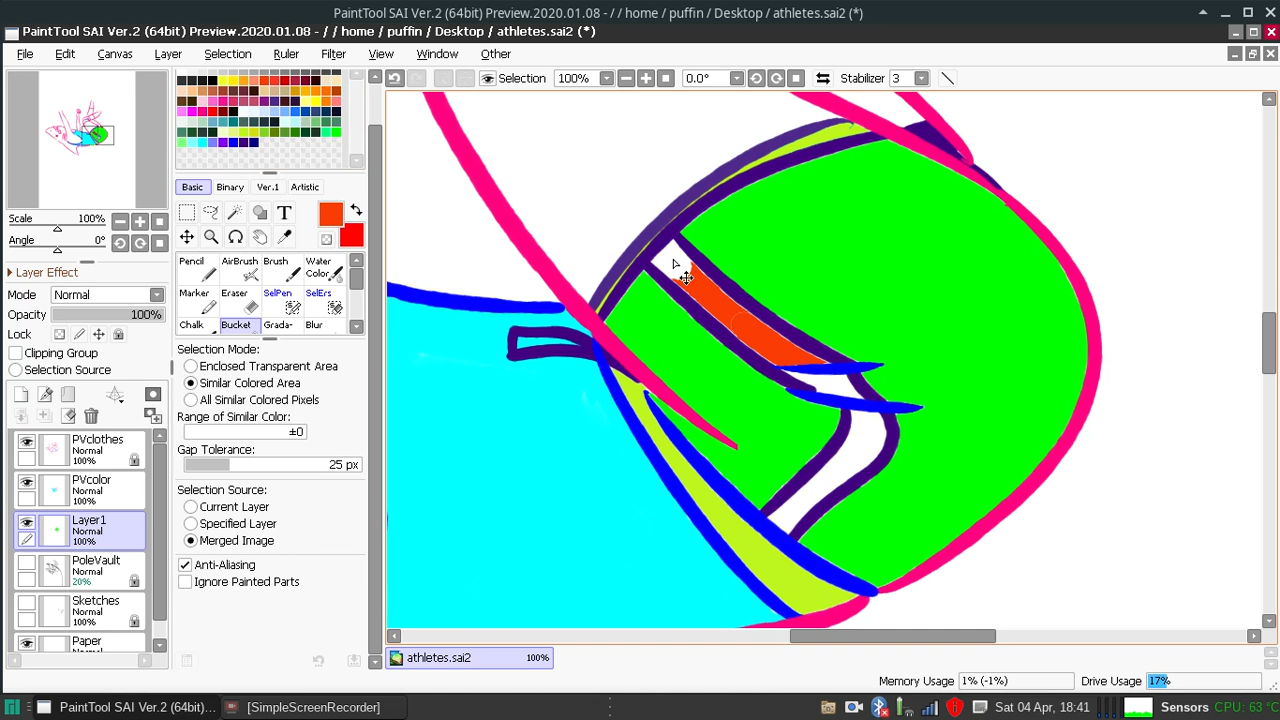 PaintTool SAI Ver.2 (64bit) Preview.2020.01.08 - / / home / puffin / Desktop / athletes.sai2 (*)
PaintTool SAI Ver.2 (64bit) Preview.2020.01.08 - / / home / puffin / Desktop / athletes.sai2 (*)
File Edit Canvas Layer Selection Ruler Filter View Window Other
Selection 100% 0.0° Stabilizer 3
Basic Binary Ver.1 Artistic
Scale 100%
Angle 0°
Layer Effect
Mode Normal
Opacity 100%
Lock
Clipping Group
Selection Source
PVclothes
Normal
100%
PVcolor
Normal
100%
Layer1
Normal
100%
PoleVault
Normal
20%
Sketches
Normal
100%
Paper
Normal
Pencil AirBrush Brush Water Color
Marker Eraser SelPen SelErs
Chalk Bucket Grada- Blur
Selection Mode:
Enclosed Transparent Area
Similar Colored Area
All Similar Colored Pixels
Range of Similar Color:
±0
Gap Tolerance:
25 px
Selection Source:
Current Layer
Specified Layer
Merged Image
Anti-Aliasing
Ignore Painted Parts
athletes.sai2 100%
Memory Usage 1% (-1%) Drive Usage 17%
PaintTool SAI Ver.2 (64bit)... [SimpleScreenRecorder] Sat 04 Apr, 18:41 Sensors CPU: 63 °C